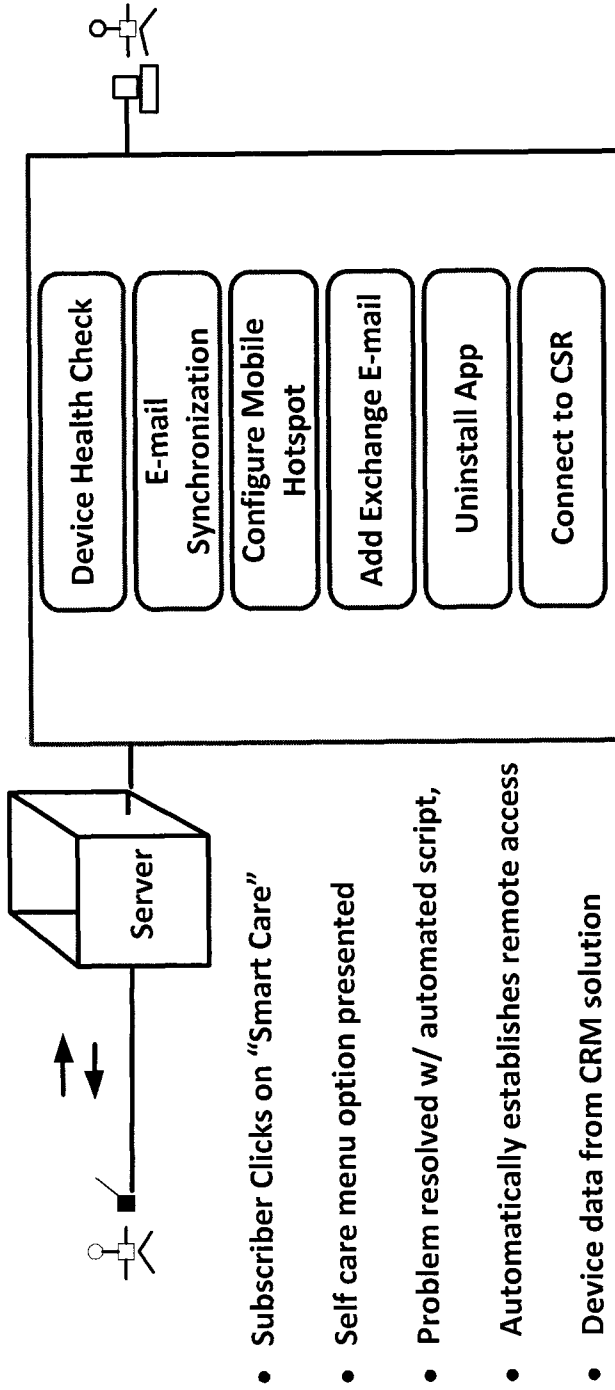 Server
Device Health Check
E-mail
Synchronization
Configure Mobile
Hotspot
Add Exchange E-mail
Uninstall App
Connect to CSR
• Subscriber Clicks on “Smart Care”
• Self care menu option presented
• Problem resolved w/ automated script,
• Automatically establishes remote access
• Device data from CRM solution